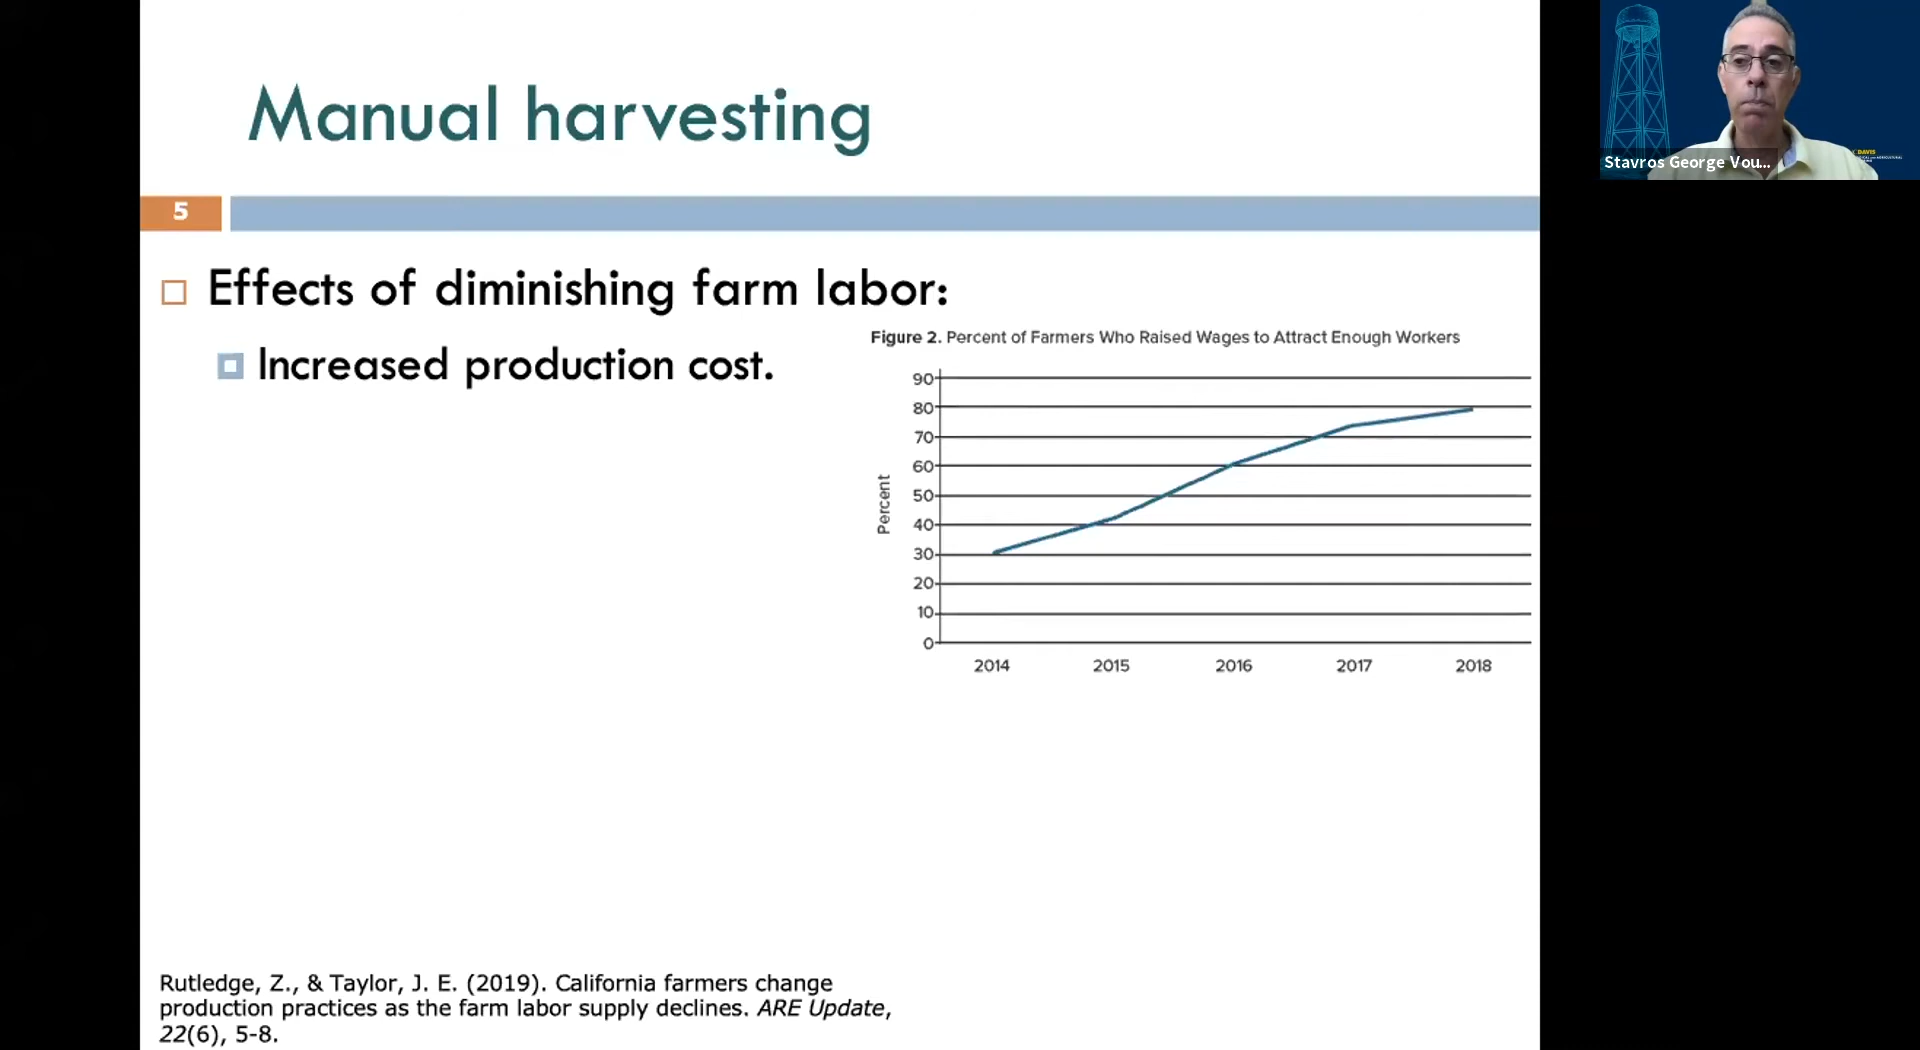 Manual harvesting
5
Effects of diminishing farm labor:
Increased production cost.
Figure 2. Percent of Farmers Who Raised Wages to Attract Enough Workers
90
80
70
60
50
40
30
20
10
0
Percent
2014 2015 2016 2017 2018
Rutledge, Z., & Taylor, J. E. (2019). California farmers change
production practices as the farm labor supply declines. ARE Update,
22(6), 5-8.
Stavros George Vou...
DAVIS